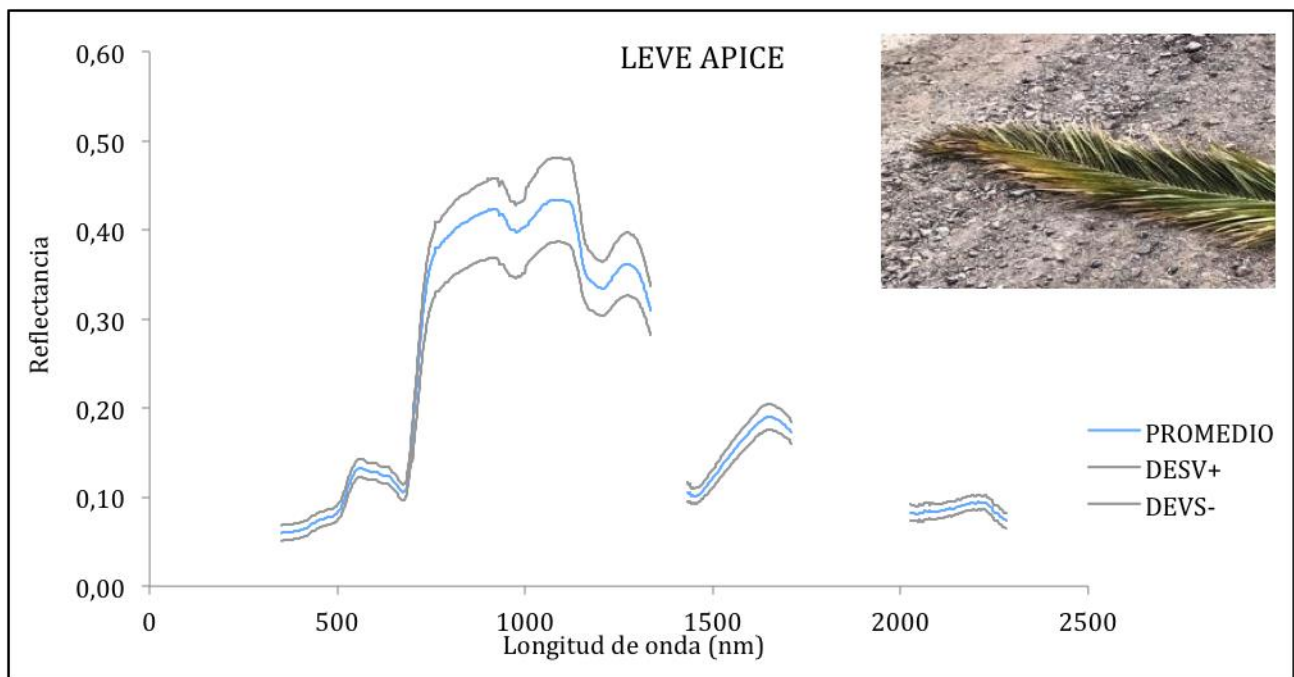 LEVE APICE
0,60
0,50
0,40
0,30
0,20
0,10
0,00
Reflectancia
0 500 1000 1500 2000 2500
Longitud de onda (nm)
PROMEDIO
DESV+
DEVS-